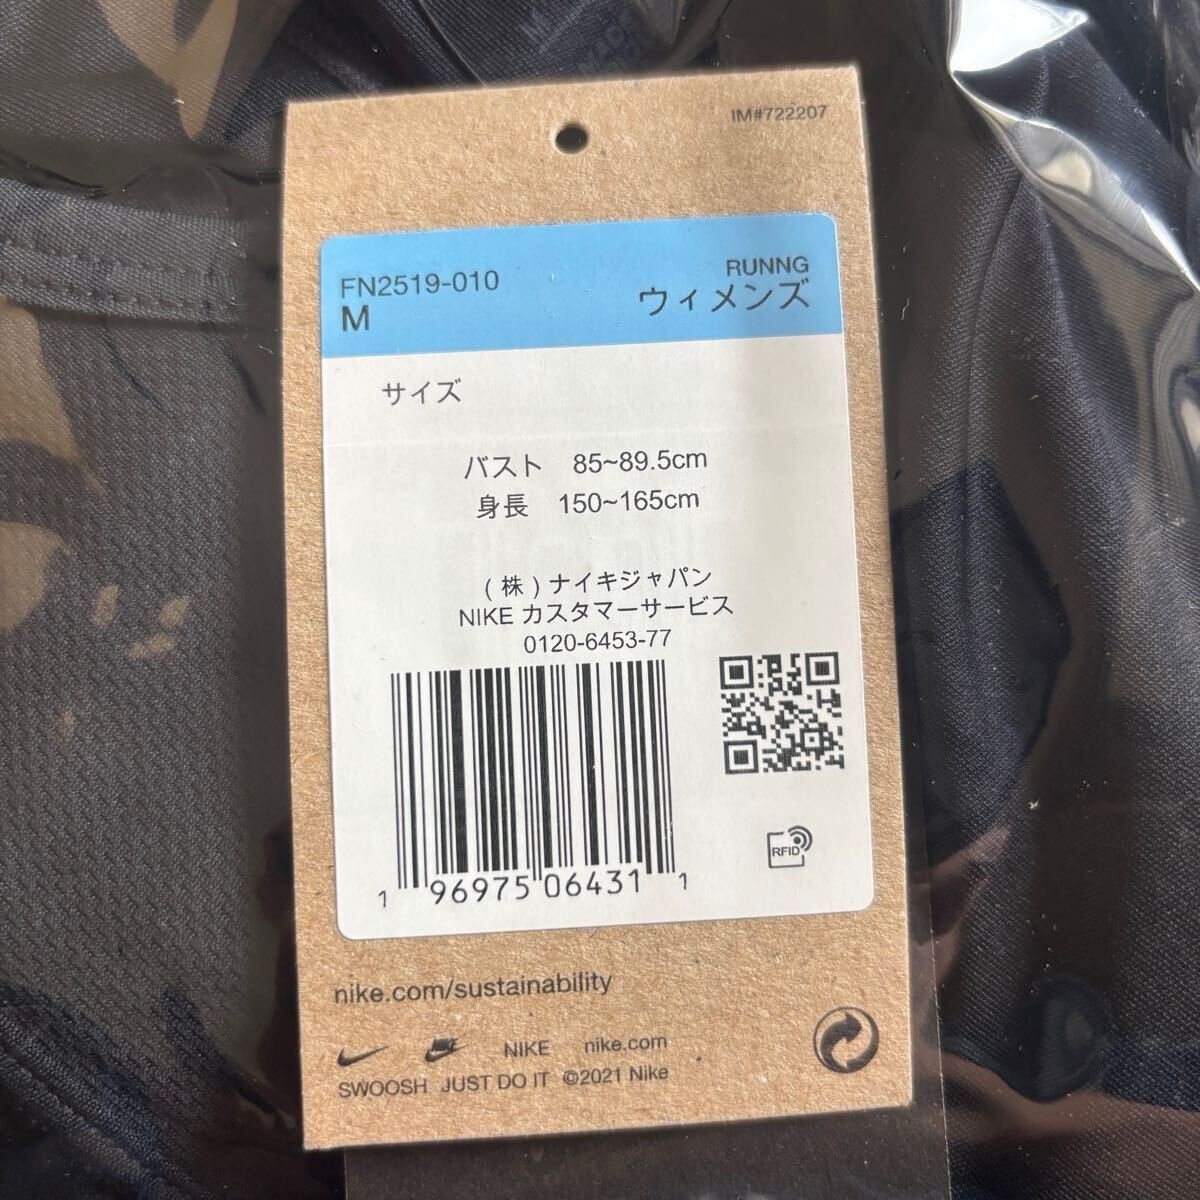 IM#722207
FN2519-010
RUNNG
M
ウィメンズ
サイズ
バスト 85~89.5cm
身長 150~165cm
(株)ナイキジャパン
NIKE カスタマーサービス
0120-6453-77
1 96975 06431 1
RFID
nike.com/sustainability
NIKE nike.com
SWOOSH JUST DO IT ©2021 Nike